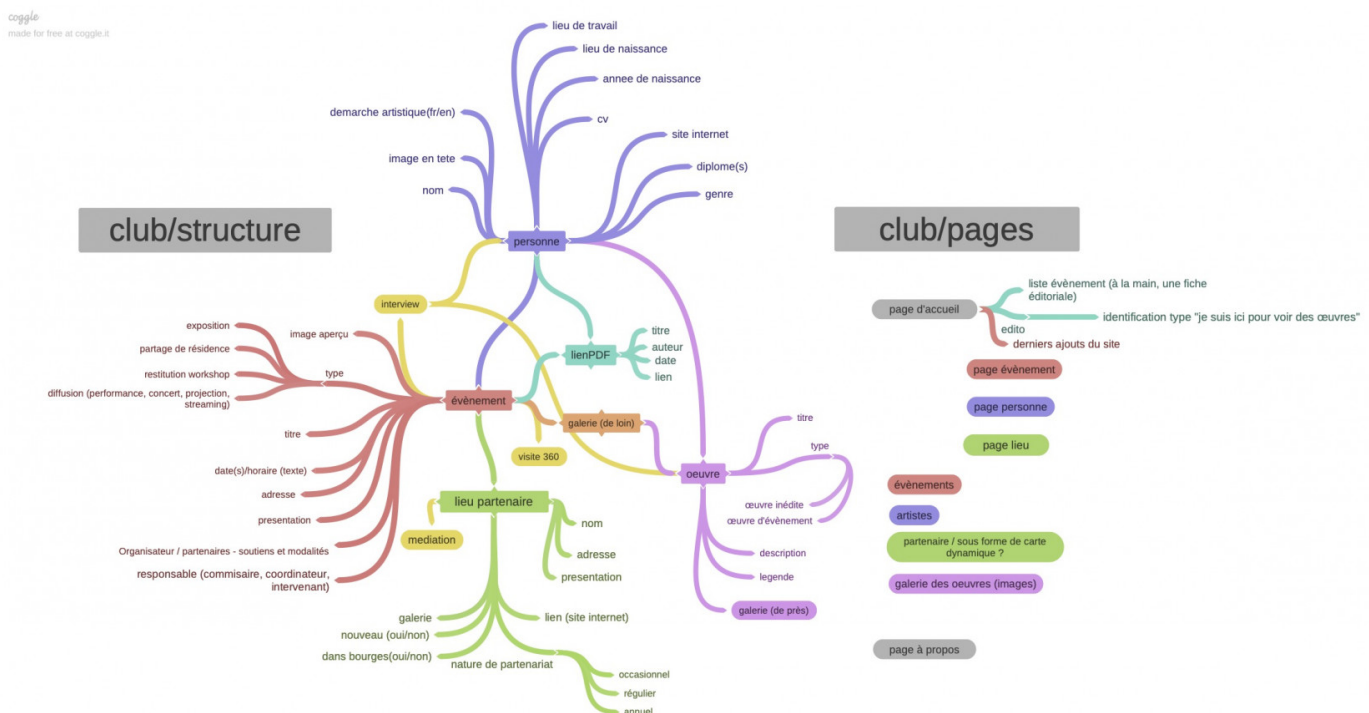 coggle
made for free at coggle.it
lieu de travail
lieu de naissance
annee de naissance
cv
demarche artistique(fr/en)
image en tete
nom
site internet
diplome(s)
genre
club/structure
personne
interview
exposition
partage de résidence
restitution workshop
diffusion (performance, concert, projection,
streaming)
type
image aperçu
titre
date(s)/horaire (texte)
adresse
presentation
Organisateur / partenaires - soutiens et modalités
responsable (commisaire, coordinateur,
intervenant)
évènement
lienPDF
titre
auteur
date
lien
galerie (de loin)
visite 360
oeuvre
titre
type
œuvre inédite
œuvre d'évènement
description
legende
galerie (de près)
lieu partenaire
mediation
nom
adresse
presentation
galerie
nouveau (oui/non)
dans bourges(oui/non)
lien (site internet)
nature de partenariat
occasionnel
régulier
annuel
club/pages
page d'accueil
liste évènement (à la main, une fiche
éditoriale)
identification type "je suis ici pour voir des œuvres"
edito
derniers ajouts du site
page évènement
page personne
page lieu
évènements
artistes
partenaire / sous forme de carte
dynamique ?
galerie des oeuvres (images)
page à propos